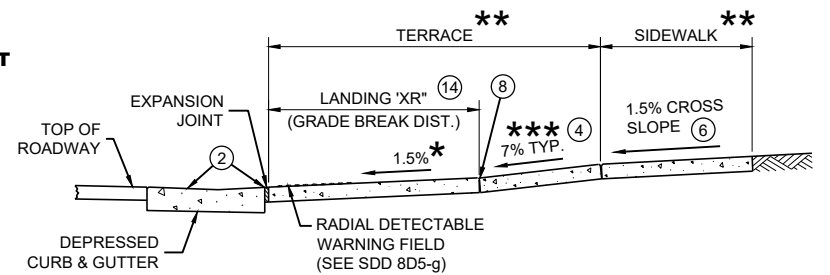 T
TERRACE **
SIDEWALK **
LANDING 'XR" 14
(GRADE BREAK DIST.)
8
EXPANSION
JOINT
TOP OF
ROADWAY
2
1.5%*
*** 4
7% TYP.
1.5% CROSS
SLOPE 6
DEPRESSED
CURB & GUTTER
RADIAL DETECTABLE
WARNING FIELD
(SEE SDD 8D5-g)